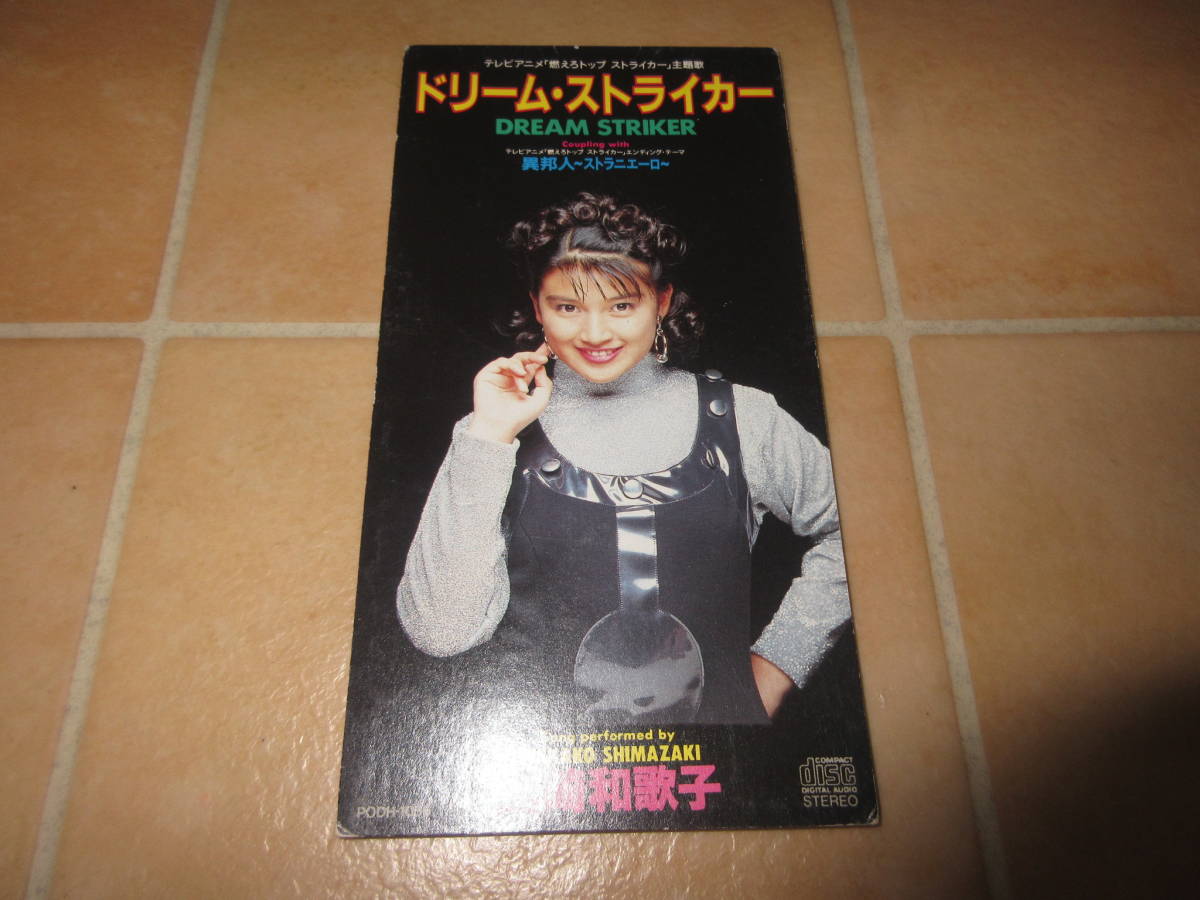 テレビアニメ「燃えろトップ ストライカー」主題歌
ドリーム・ストライカー
DREAM STRIKER
Coupling with
テレビアニメ「燃えろトップ ストライカー」エンディング・テーマ
異邦人~ストラニエーロ~
performed by
SHIMAZAKI
和歌子
COMPACT
disc
DIGITAL AUDIO
STEREO